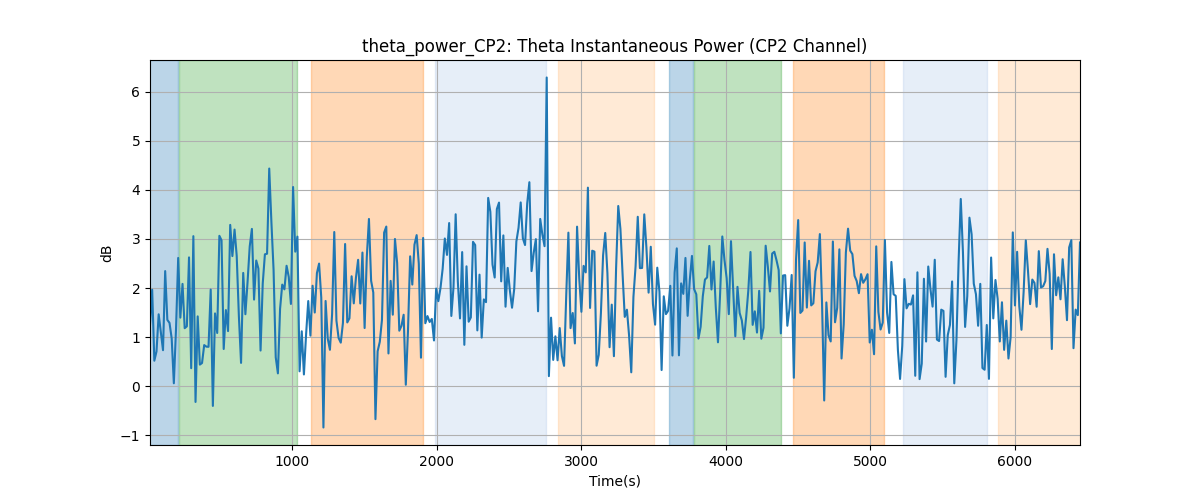 theta_power_CP2: Theta Instantaneous Power (CP2 Channel)
6
5
4
3
2
1
0
−1
dB
1000 2000 3000 4000 5000 6000
Time(s)